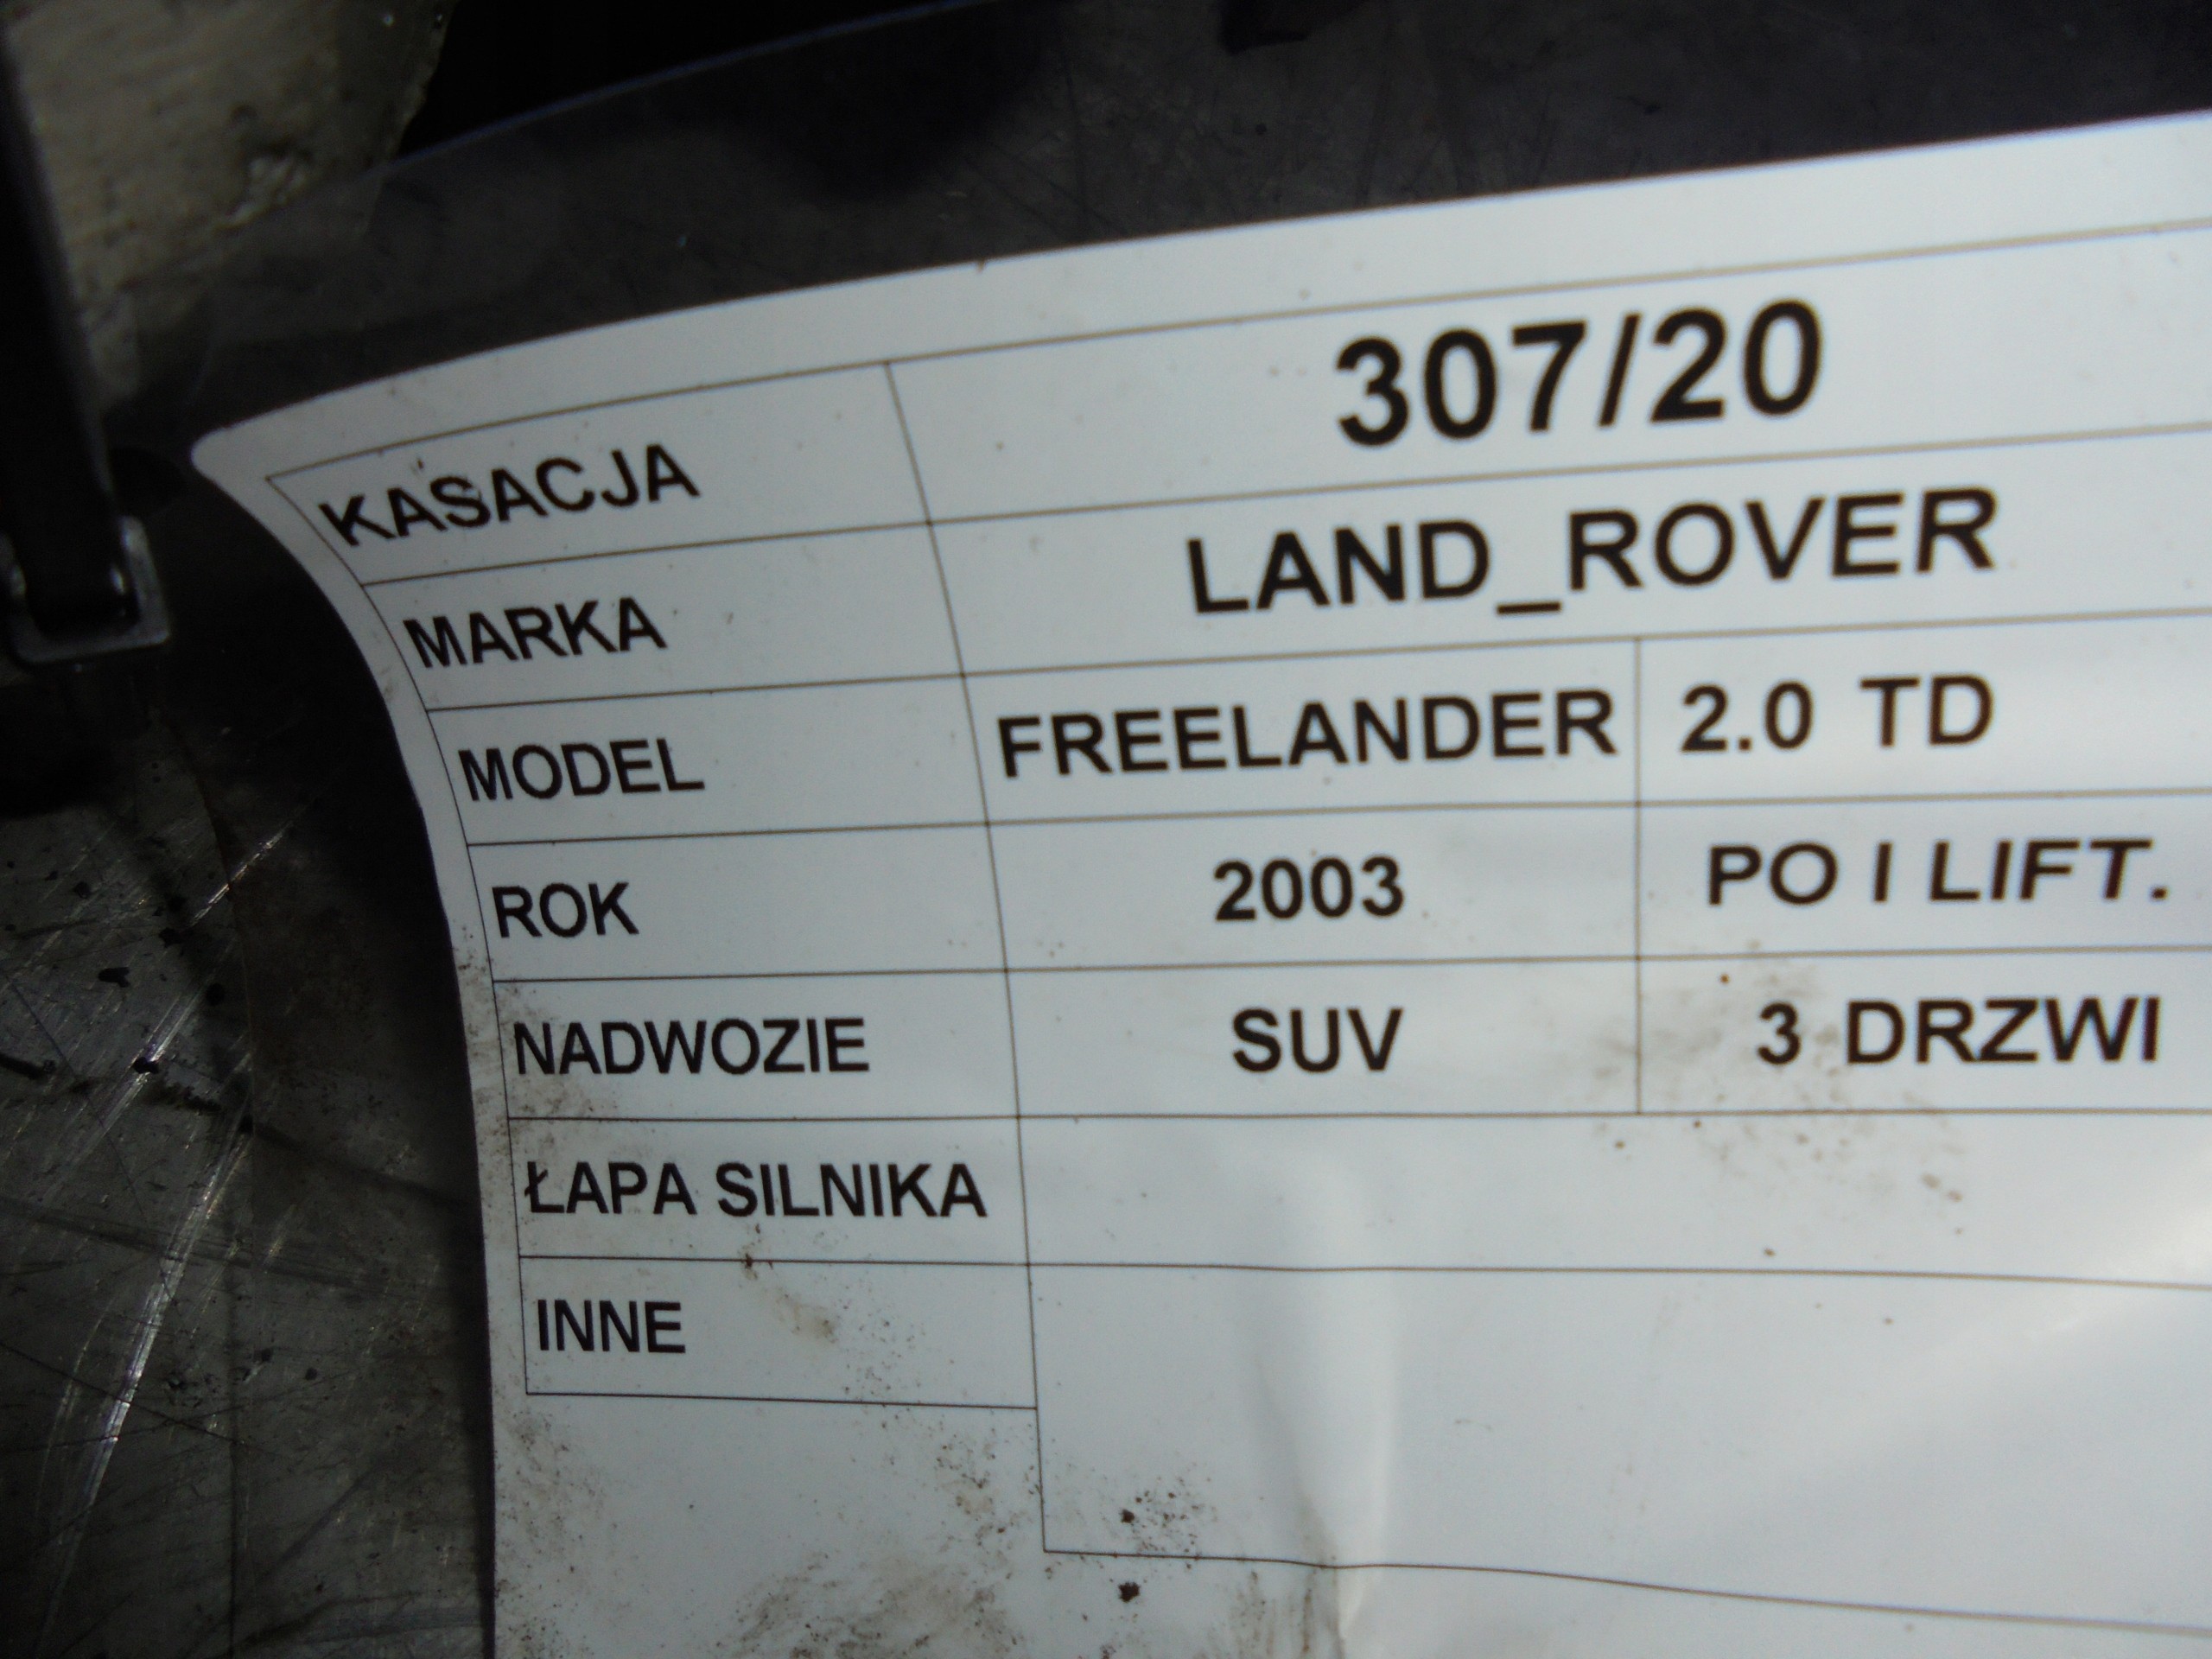 KASACJA 307/20
MARKA LAND_ROVER
MODEL FREELANDER 2.0 TD
ROK 2003 PO I LIFT.
NADWOZIE SUV 3 DRZWI
ŁAPA SILNIKA
INNE